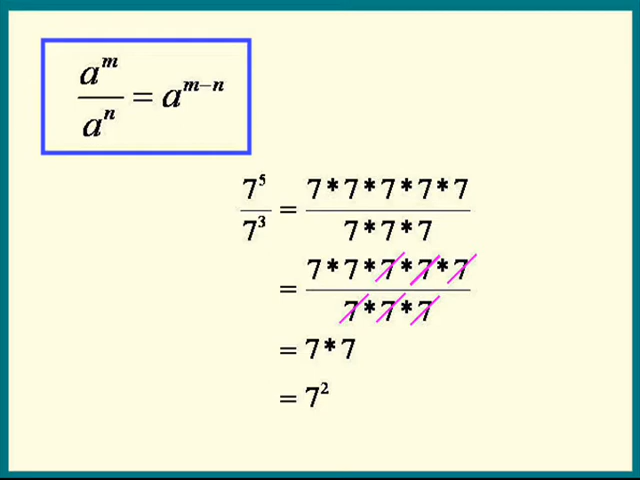 a^m / a^n = a^(m−n)
7^5 / 7^3 = 7*7*7*7*7 / 7*7*7
= 7*7*7*7*7 / 7*7*7
= 7*7
= 7^2